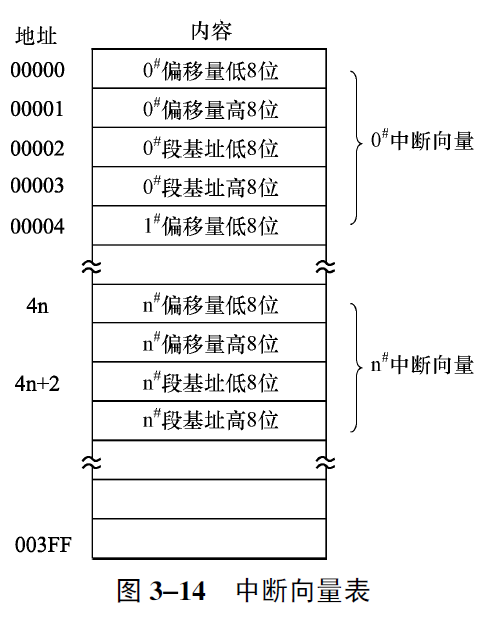 地址 内容
00000 0#偏移量低8位
00001 0#偏移量高8位
00002 0#段基址低8位
0#中断向量
00003 0#段基址高8位
00004 1#偏移量低8位
4n n#偏移量低8位
n#偏移量高8位
n#中断向量
4n+2 n#段基址低8位
n#段基址高8位
003FF
图 3-14 中断向量表